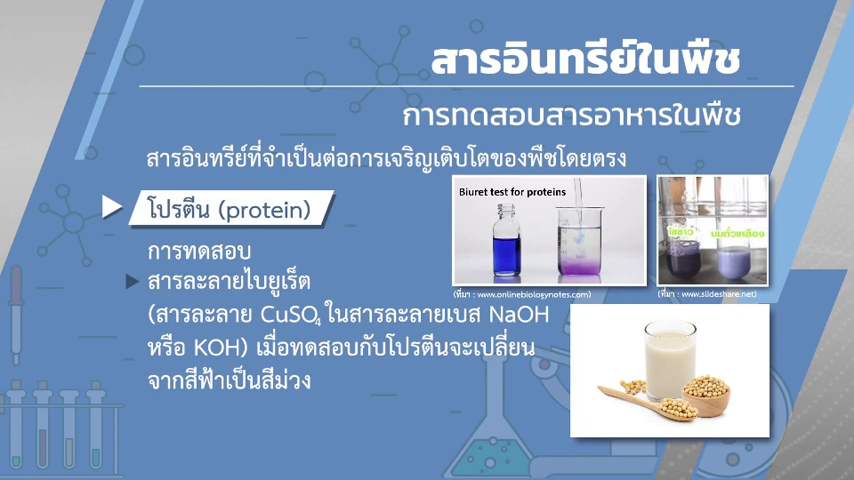 สารอินทรีย์ในพืช
การทดสอบสารอาหารในพืช
สารอินทรีย์ที่จำเป็นต่อการเจริญเติบโตของพืชโดยตรง
โปรตีน (protein)
การทดสอบ
สารละลายไบยูเร็ต
(สารละลาย CuSO₄ ในสารละลายเบส NaOH
หรือ KOH) เมื่อทดสอบกับโปรตีนจะเปลี่ยน
จากสีฟ้าเป็นสีม่วง
Biuret test for proteins
(ที่มา : www.onlinebiologynotes.com)
ไข่ขาว
นมถั่วเหลือง
(ที่มา : www.slideshare.net)